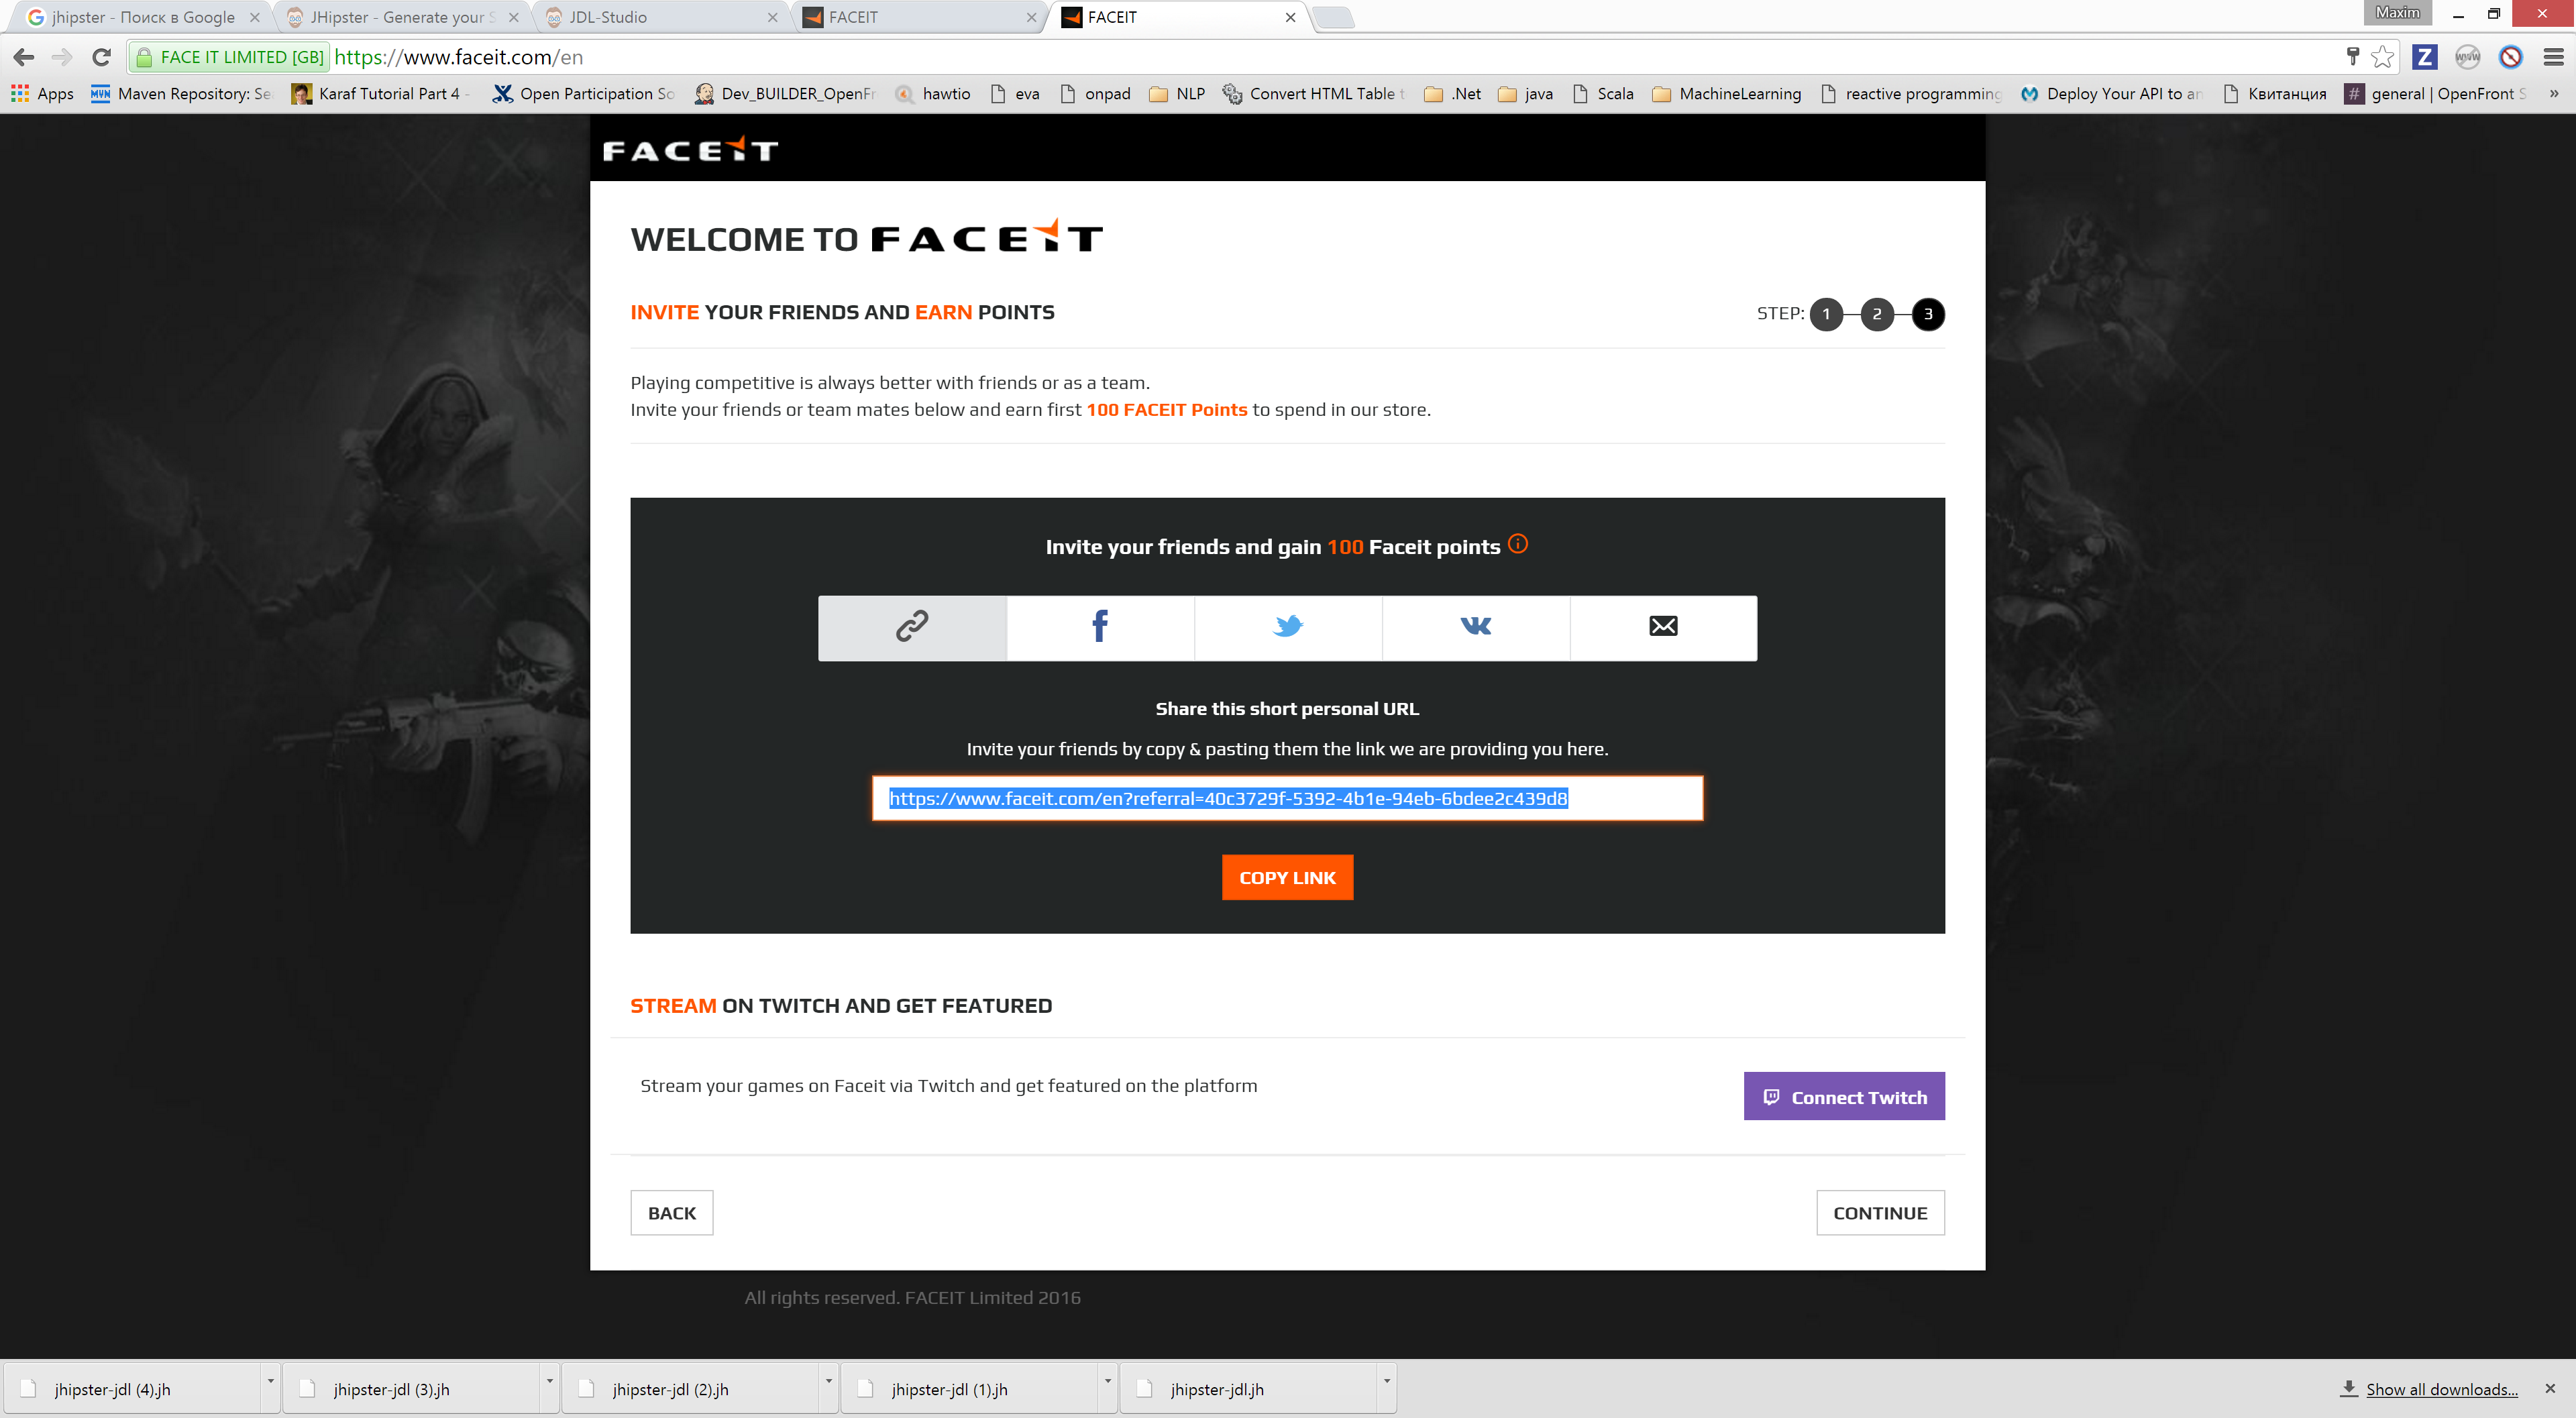 jhipster - Поиск в Google
JHipster - Generate your S
JDL-Studio
FACEIT
FACEIT
Maxim
FACE IT LIMITED [GB] https://www.faceit.com/en
Apps
Maven Repository: Se
Karaf Tutorial Part 4 -
Open Participation So
Dev_BUILDER_OpenFr
hawtio
eva
onpad
NLP
Convert HTML Table t
.Net
java
Scala
MachineLearning
reactive programming
Deploy Your API to an
Квитанция
general | OpenFront S
»
FACEIT
WELCOME TO FACEIT
INVITE YOUR FRIENDS AND EARN POINTS
STEP: 1 2 3
Playing competitive is always better with friends or as a team.
Invite your friends or team mates below and earn first 100 FACEIT Points to spend in our store.
Invite your friends and gain 100 Faceit points
Share this short personal URL
Invite your friends by copy & pasting them the link we are providing you here.
https://www.faceit.com/en?referral=40c3729f-5392-4b1e-94eb-6bdee2c439d8
COPY LINK
STREAM ON TWITCH AND GET FEATURED
Stream your games on Faceit via Twitch and get featured on the platform
Connect Twitch
BACK
CONTINUE
All rights reserved. FACEIT Limited 2016
jhipster-jdl (4).jh
jhipster-jdl (3).jh
jhipster-jdl (2).jh
jhipster-jdl (1).jh
jhipster-jdl.jh
Show all downloads...